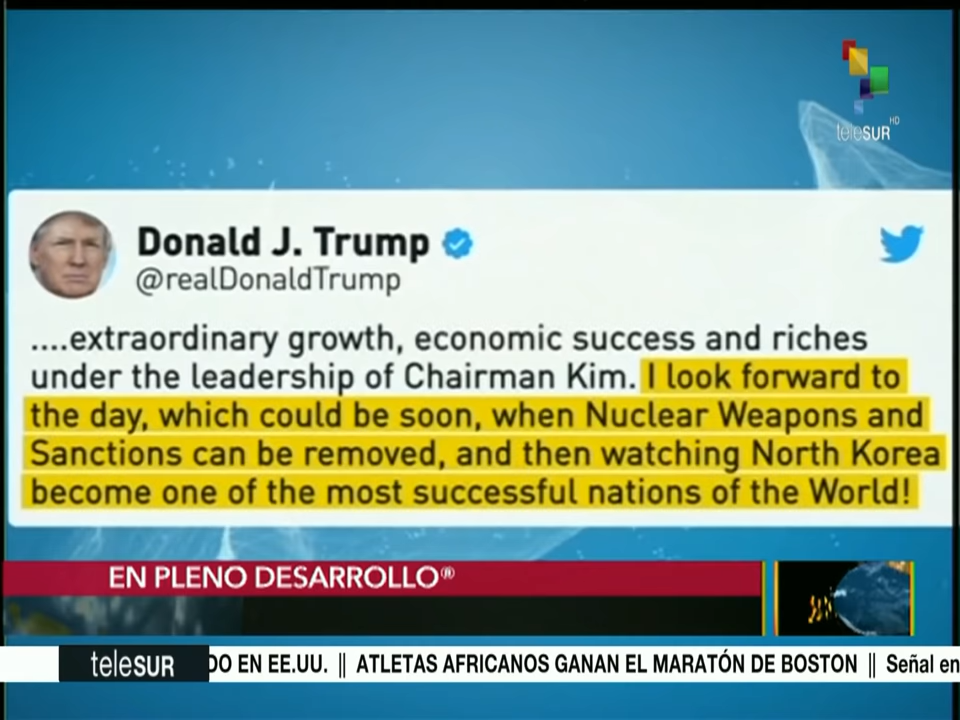 teleSUR HD
Donald J. Trump
@realDonaldTrump
....extraordinary growth, economic success and riches
under the leadership of Chairman Kim. I look forward to
the day, which could be soon, when Nuclear Weapons and
Sanctions can be removed, and then watching North Korea
become one of the most successful nations of the World!
EN PLENO DESARROLLO®
teleSUR DO EN EE.UU. || ATLETAS AFRICANOS GANAN EL MARATÓN DE BOSTON || Señal en